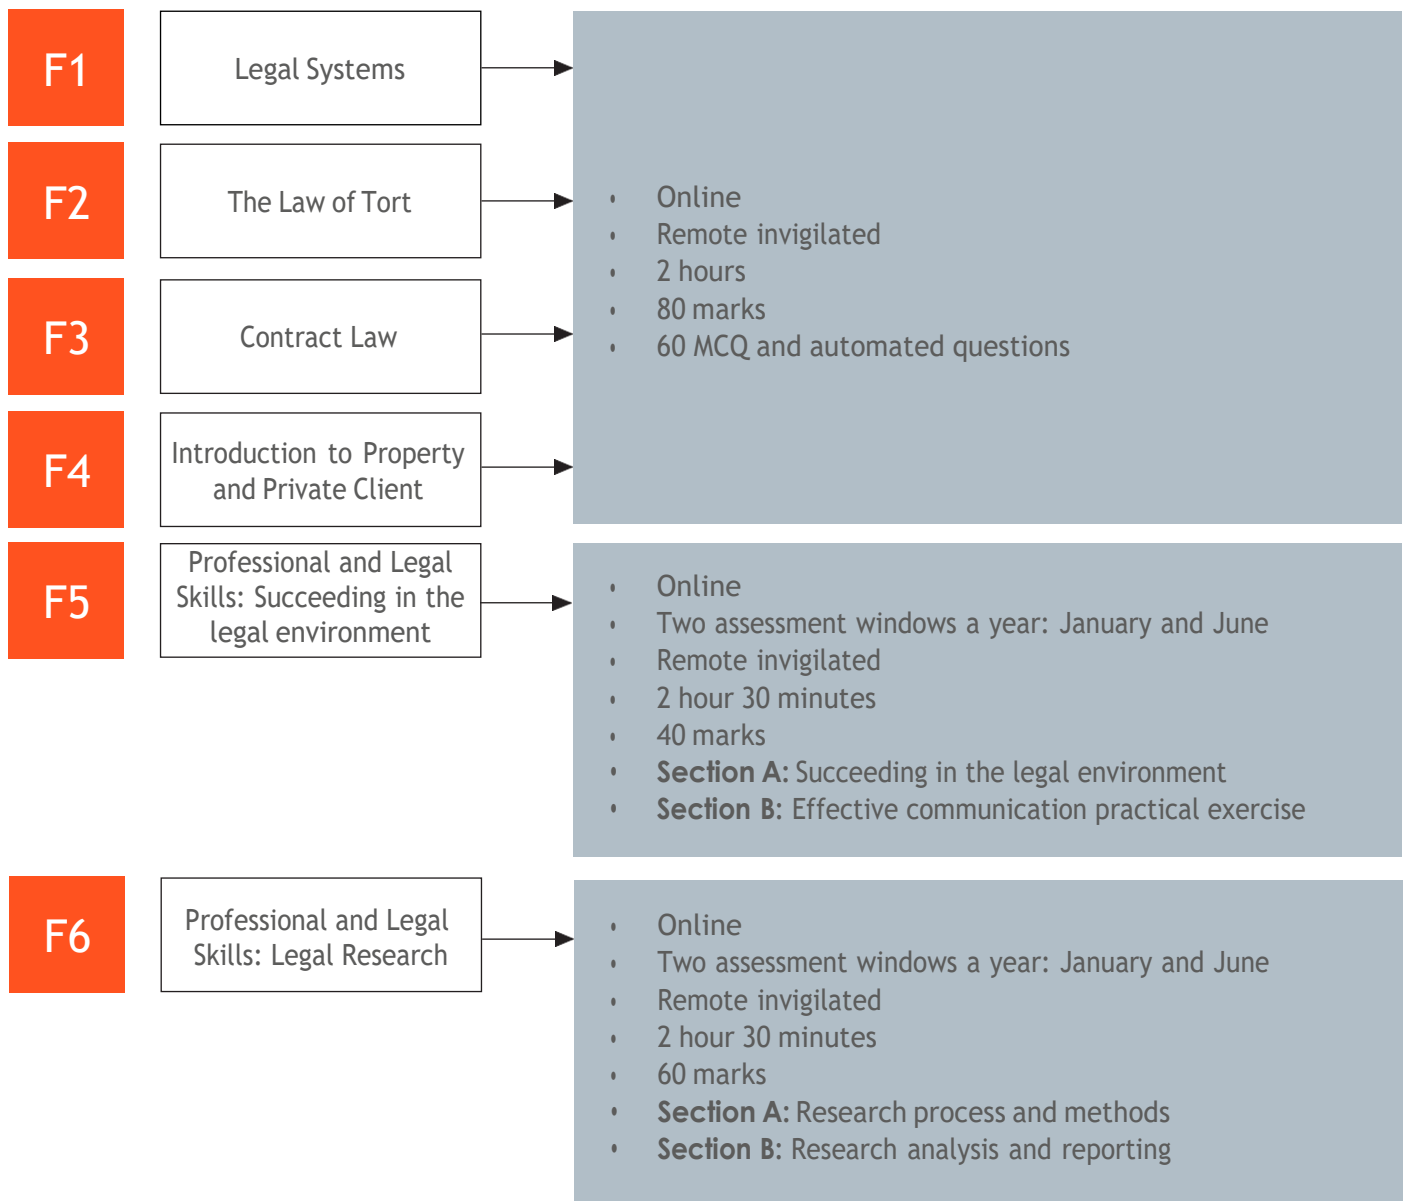 F1
Legal Systems
F2
The Law of Tort
F3
Contract Law
F4
Introduction to Property
and Private Client
• Online
• Remote invigilated
• 2 hours
• 80 marks
• 60 MCQ and automated questions
F5
Professional and Legal
Skills: Succeeding in the
legal environment
• Online
• Two assessment windows a year: January and June
• Remote invigilated
• 2 hour 30 minutes
• 40 marks
• Section A: Succeeding in the legal environment
• Section B: Effective communication practical exercise
F6
Professional and Legal
Skills: Legal Research
• Online
• Two assessment windows a year: January and June
• Remote invigilated
• 2 hour 30 minutes
• 60 marks
• Section A: Research process and methods
• Section B: Research analysis and reporting